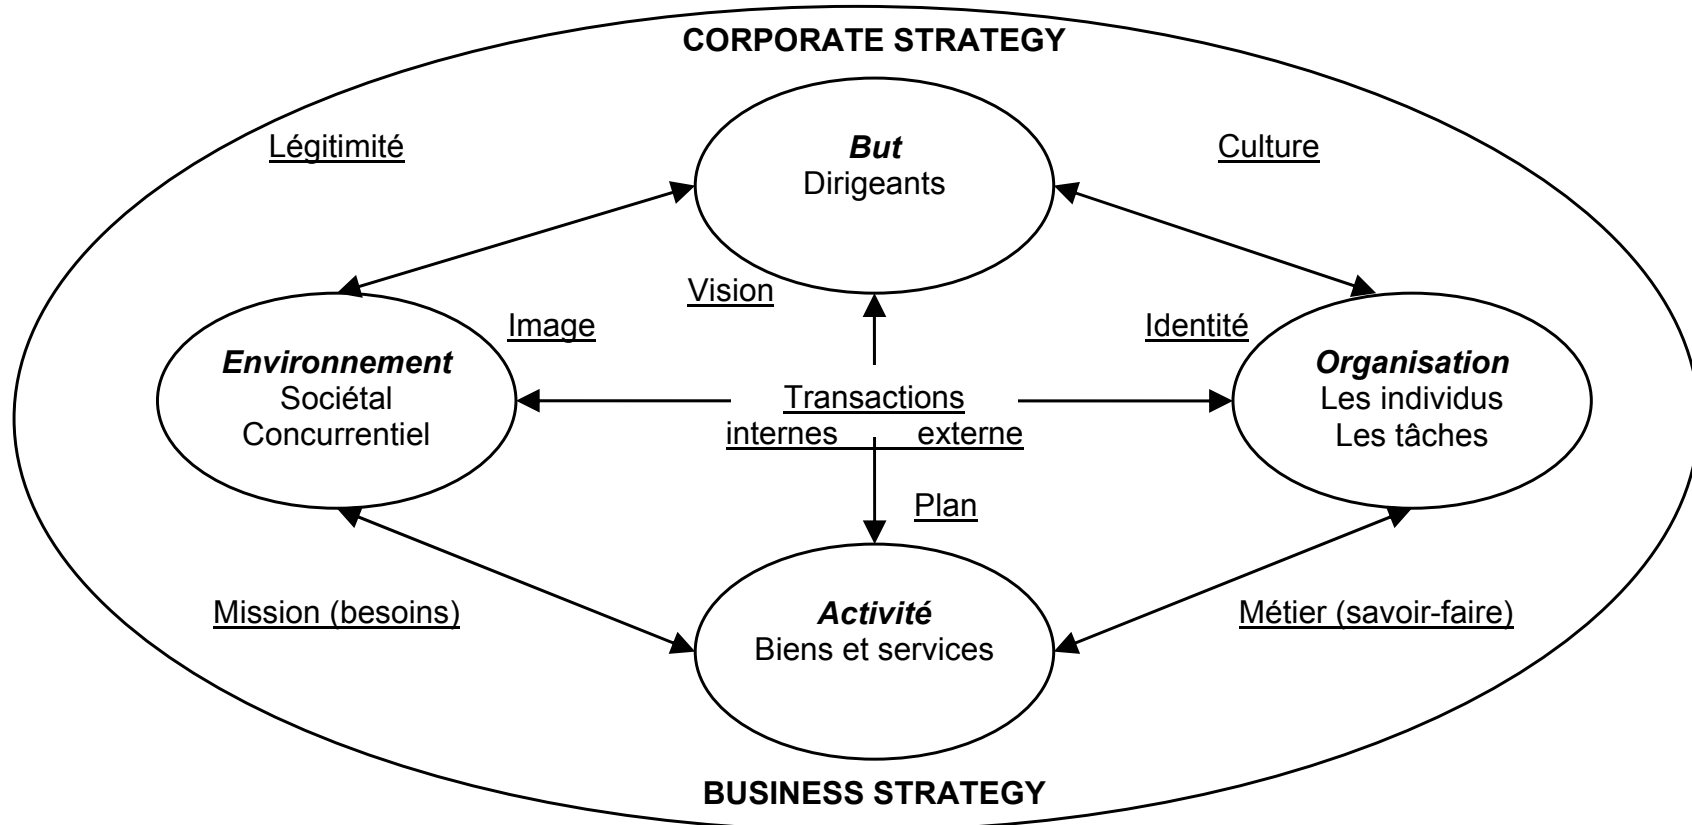 CORPORATE STRATEGY
Légitimité
But
Culture
Dirigeants
Vision
Image
Identité
Environnement
Sociétal
Concurrentiel
Transactions
internes externe
Organisation
Les individus
Les tâches
Plan
Mission (besoins)
Activité
Biens et services
Métier (savoir-faire)
BUSINESS STRATEGY